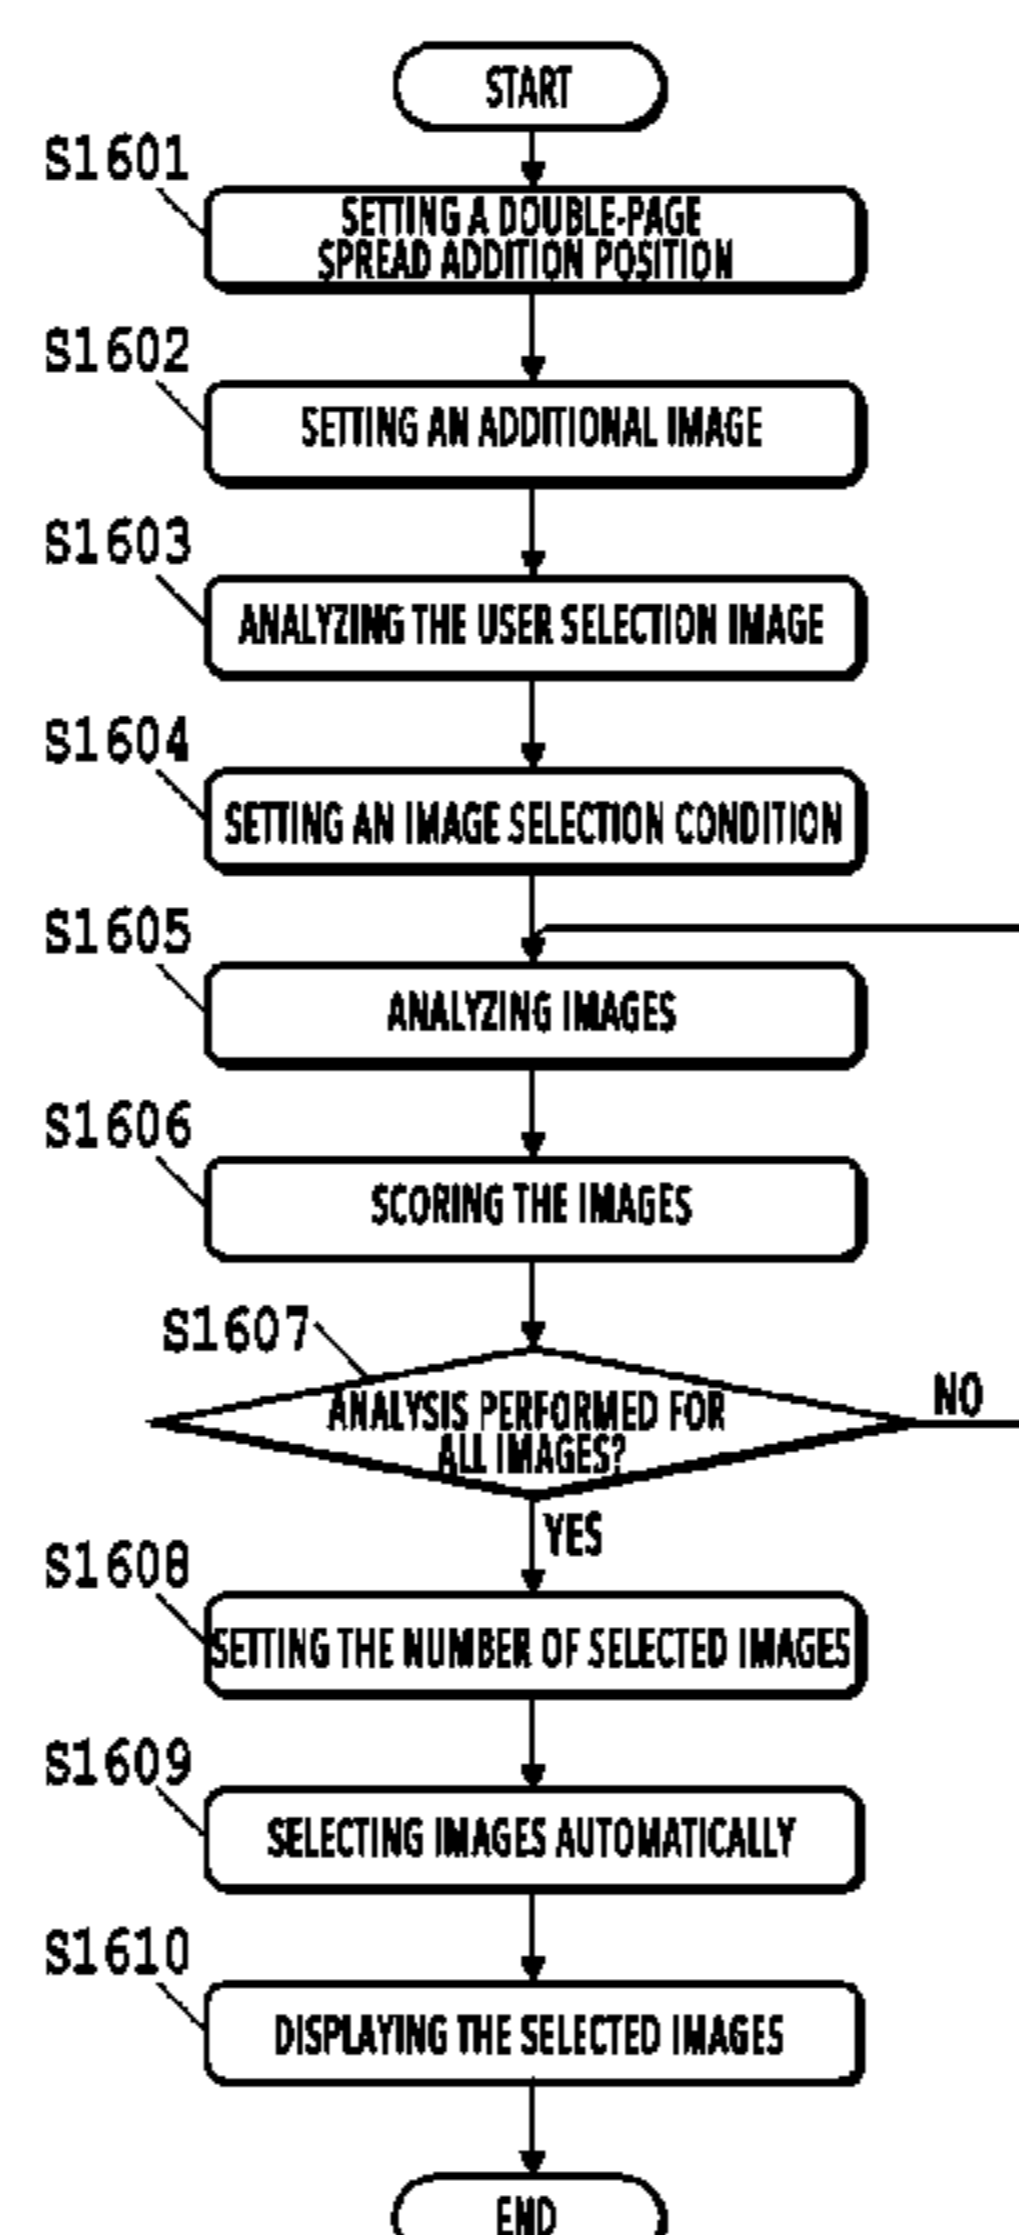 START
S1601
SETTING A DOUBLE-PAGE
SPREAD ADDITION POSITION
S1602
SETTING AN ADDITIONAL IMAGE
S1603
ANALYZING THE USER SELECTION IMAGE
S1604
SETTING AN IMAGE SELECTION CONDITION
S1605
ANALYZING IMAGES
S1606
SCORING THE IMAGES
S1607
ANALYSIS PERFORMED FOR
ALL IMAGES?
NO
YES
S1608
SETTING THE NUMBER OF SELECTED IMAGES
S1609
SELECTING IMAGES AUTOMATICALLY
S1610
DISPLAYING THE SELECTED IMAGES
END